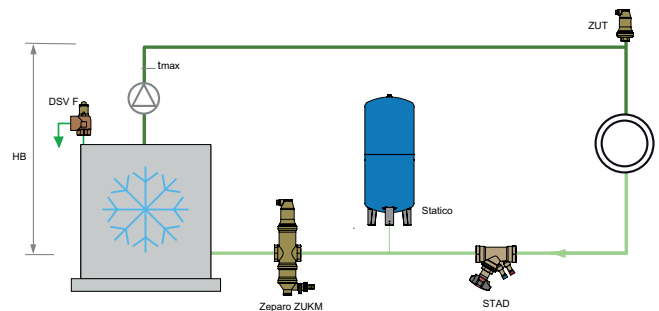 ZUT
tmax
DSV F
HB
Statico
Zeparo ZUKM
STAD